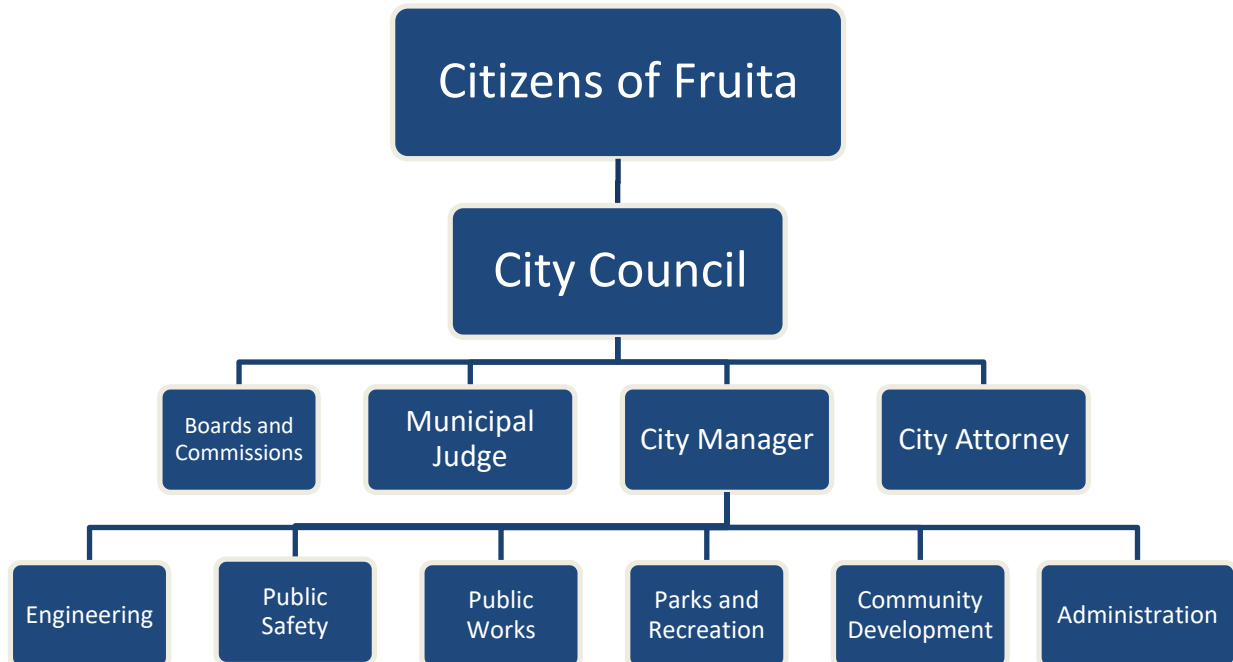 Citizens of Fruita
City Council
Boards and
Commissions
Municipal
Judge
City Manager
City Attorney
Engineering
Public
Safety
Public
Works
Parks and
Recreation
Community
Development
Administration